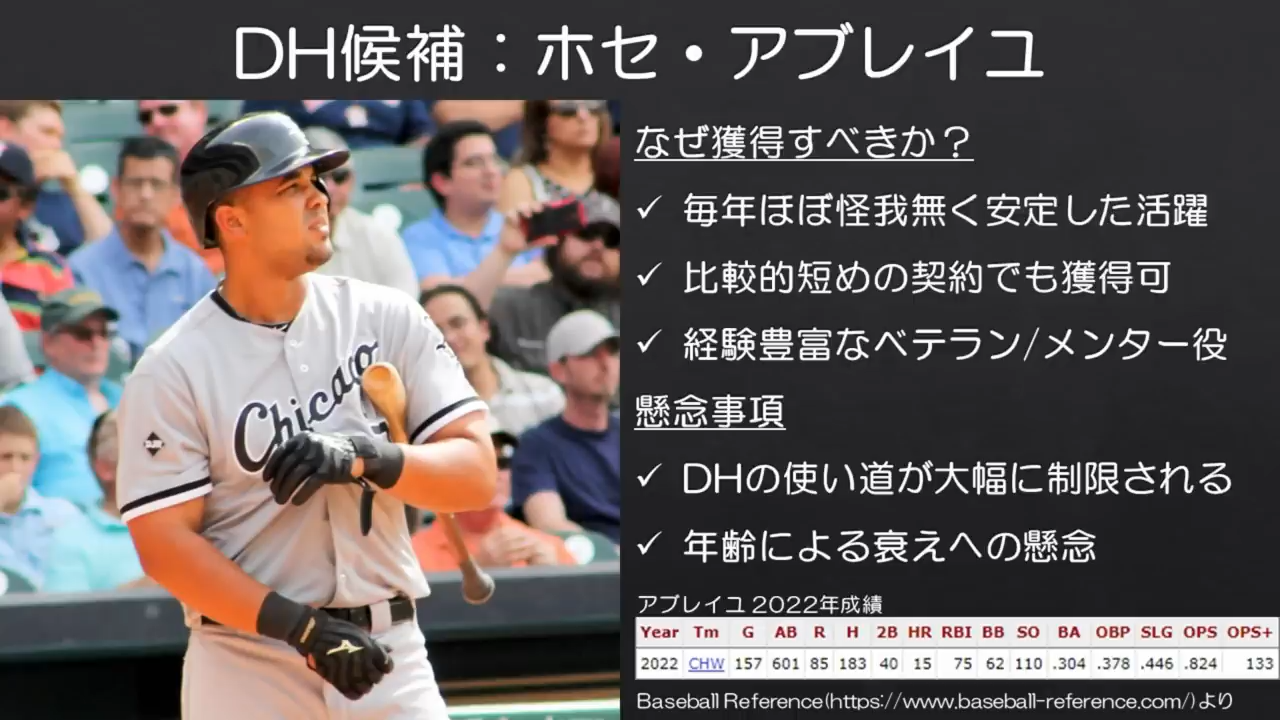 DH候補：ホセ・アブレイユ
なぜ獲得すべきか？
✓ 毎年ほぼ怪我無く安定した活躍
✓ 比較的短めの契約でも獲得可
✓ 経験豊富なベテラン/メンター役
懸念事項
✓ DHの使い道が大幅に制限される
✓ 年齢による衰えへの懸念
アブレイユ 2022年成績
Year Tm G AB R H 2B HR RBI BB SO BA OBP SLG OPS OPS+
2022 CHW 157 601 85 183 40 15 75 62 110 .304 .378 .446 .824 133
Baseball Reference(https://www.baseball-reference.com/)より
Chicago